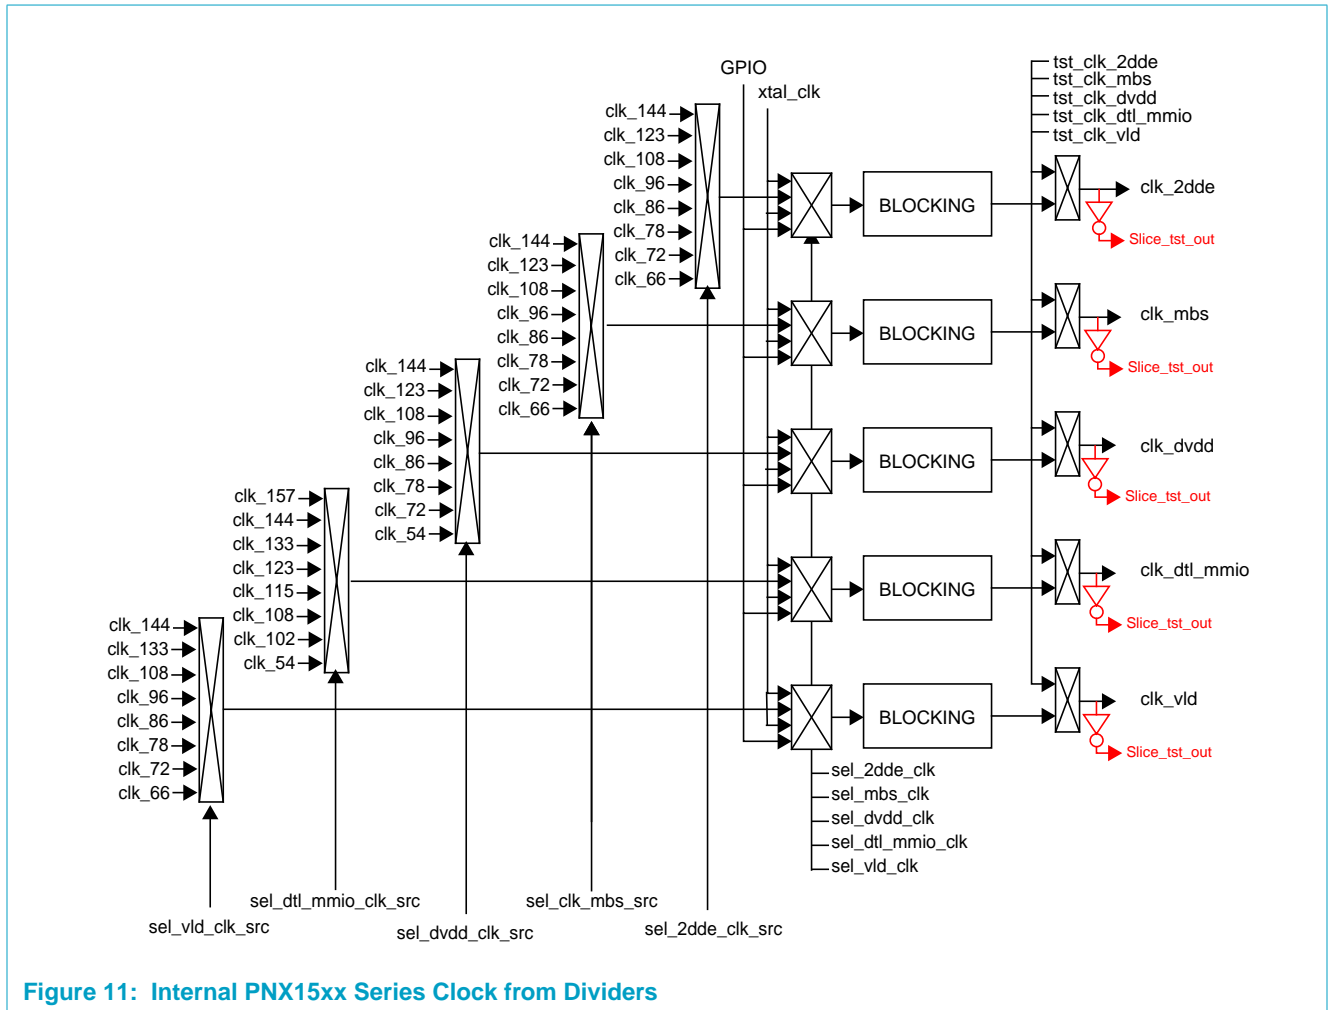 GPIO
xtal_clk
tst_clk_2dde
tst_clk_mbs
tst_clk_dvdd
tst_clk_dtl_mmio
tst_clk_vld
clk_144
clk_123
clk_108
clk_96
clk_86
clk_78
clk_72
clk_66
BLOCKING
clk_2dde
Slice_tst_out
clk_144
clk_123
clk_108
clk_96
clk_86
clk_78
clk_72
clk_66
BLOCKING
clk_mbs
Slice_tst_out
clk_144
clk_123
clk_108
clk_96
clk_86
clk_78
clk_72
clk_54
BLOCKING
clk_dvdd
Slice_tst_out
clk_157
clk_144
clk_133
clk_123
clk_115
clk_108
clk_102
clk_54
BLOCKING
clk_dtl_mmio
Slice_tst_out
clk_144
clk_133
clk_108
clk_96
clk_86
clk_78
clk_72
clk_66
BLOCKING
clk_vld
Slice_tst_out
sel_2dde_clk
sel_mbs_clk
sel_dvdd_clk
sel_dtl_mmio_clk
sel_vld_clk
sel_vld_clk_src
sel_dtl_mmio_clk_src
sel_dvdd_clk_src
sel_clk_mbs_src
sel_2dde_clk_src
Figure 11: Internal PNX15xx Series Clock from Dividers